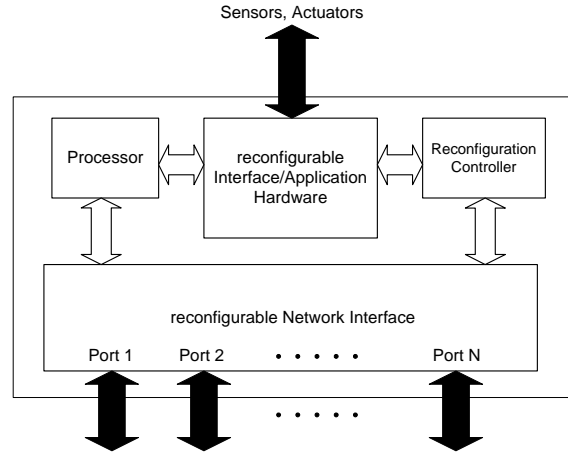 Sensors, Actuators
Processor
reconfigurable
Interface/Application
Hardware
Reconfiguration
Controller
reconfigurable Network Interface
Port 1
Port 2
. . . . .
Port N
. . . . .